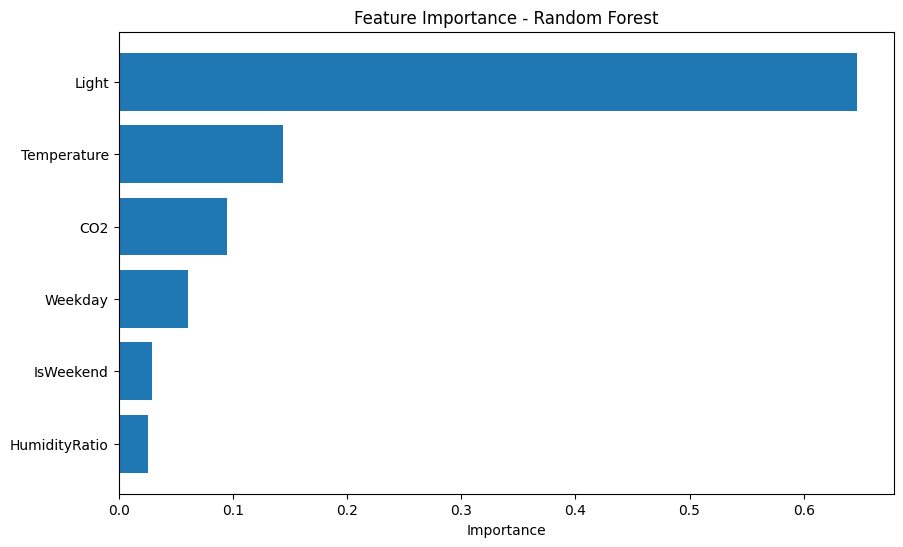 Feature Importance - Random Forest
Light
Temperature
CO2
Weekday
IsWeekend
HumidityRatio
0.0 0.1 0.2 0.3 0.4 0.5 0.6
Importance